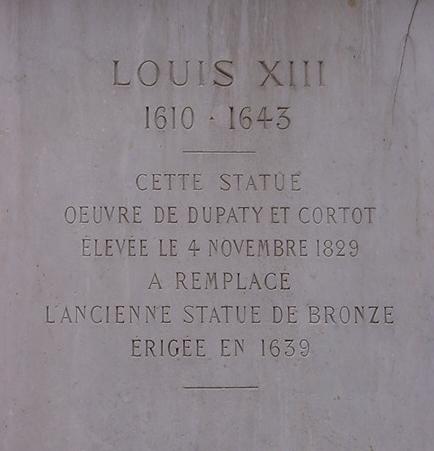 LOUIS XIII
1610 · 1643
CETTE STATUE
OEUVRE DE DUPATY ET CORTOT
ÉLEVÉE LE 4 NOVEMBRE 1829
A REMPLACÉ
L'ANCIENNE STATUE DE BRONZE
ÉRIGÉE EN 1639